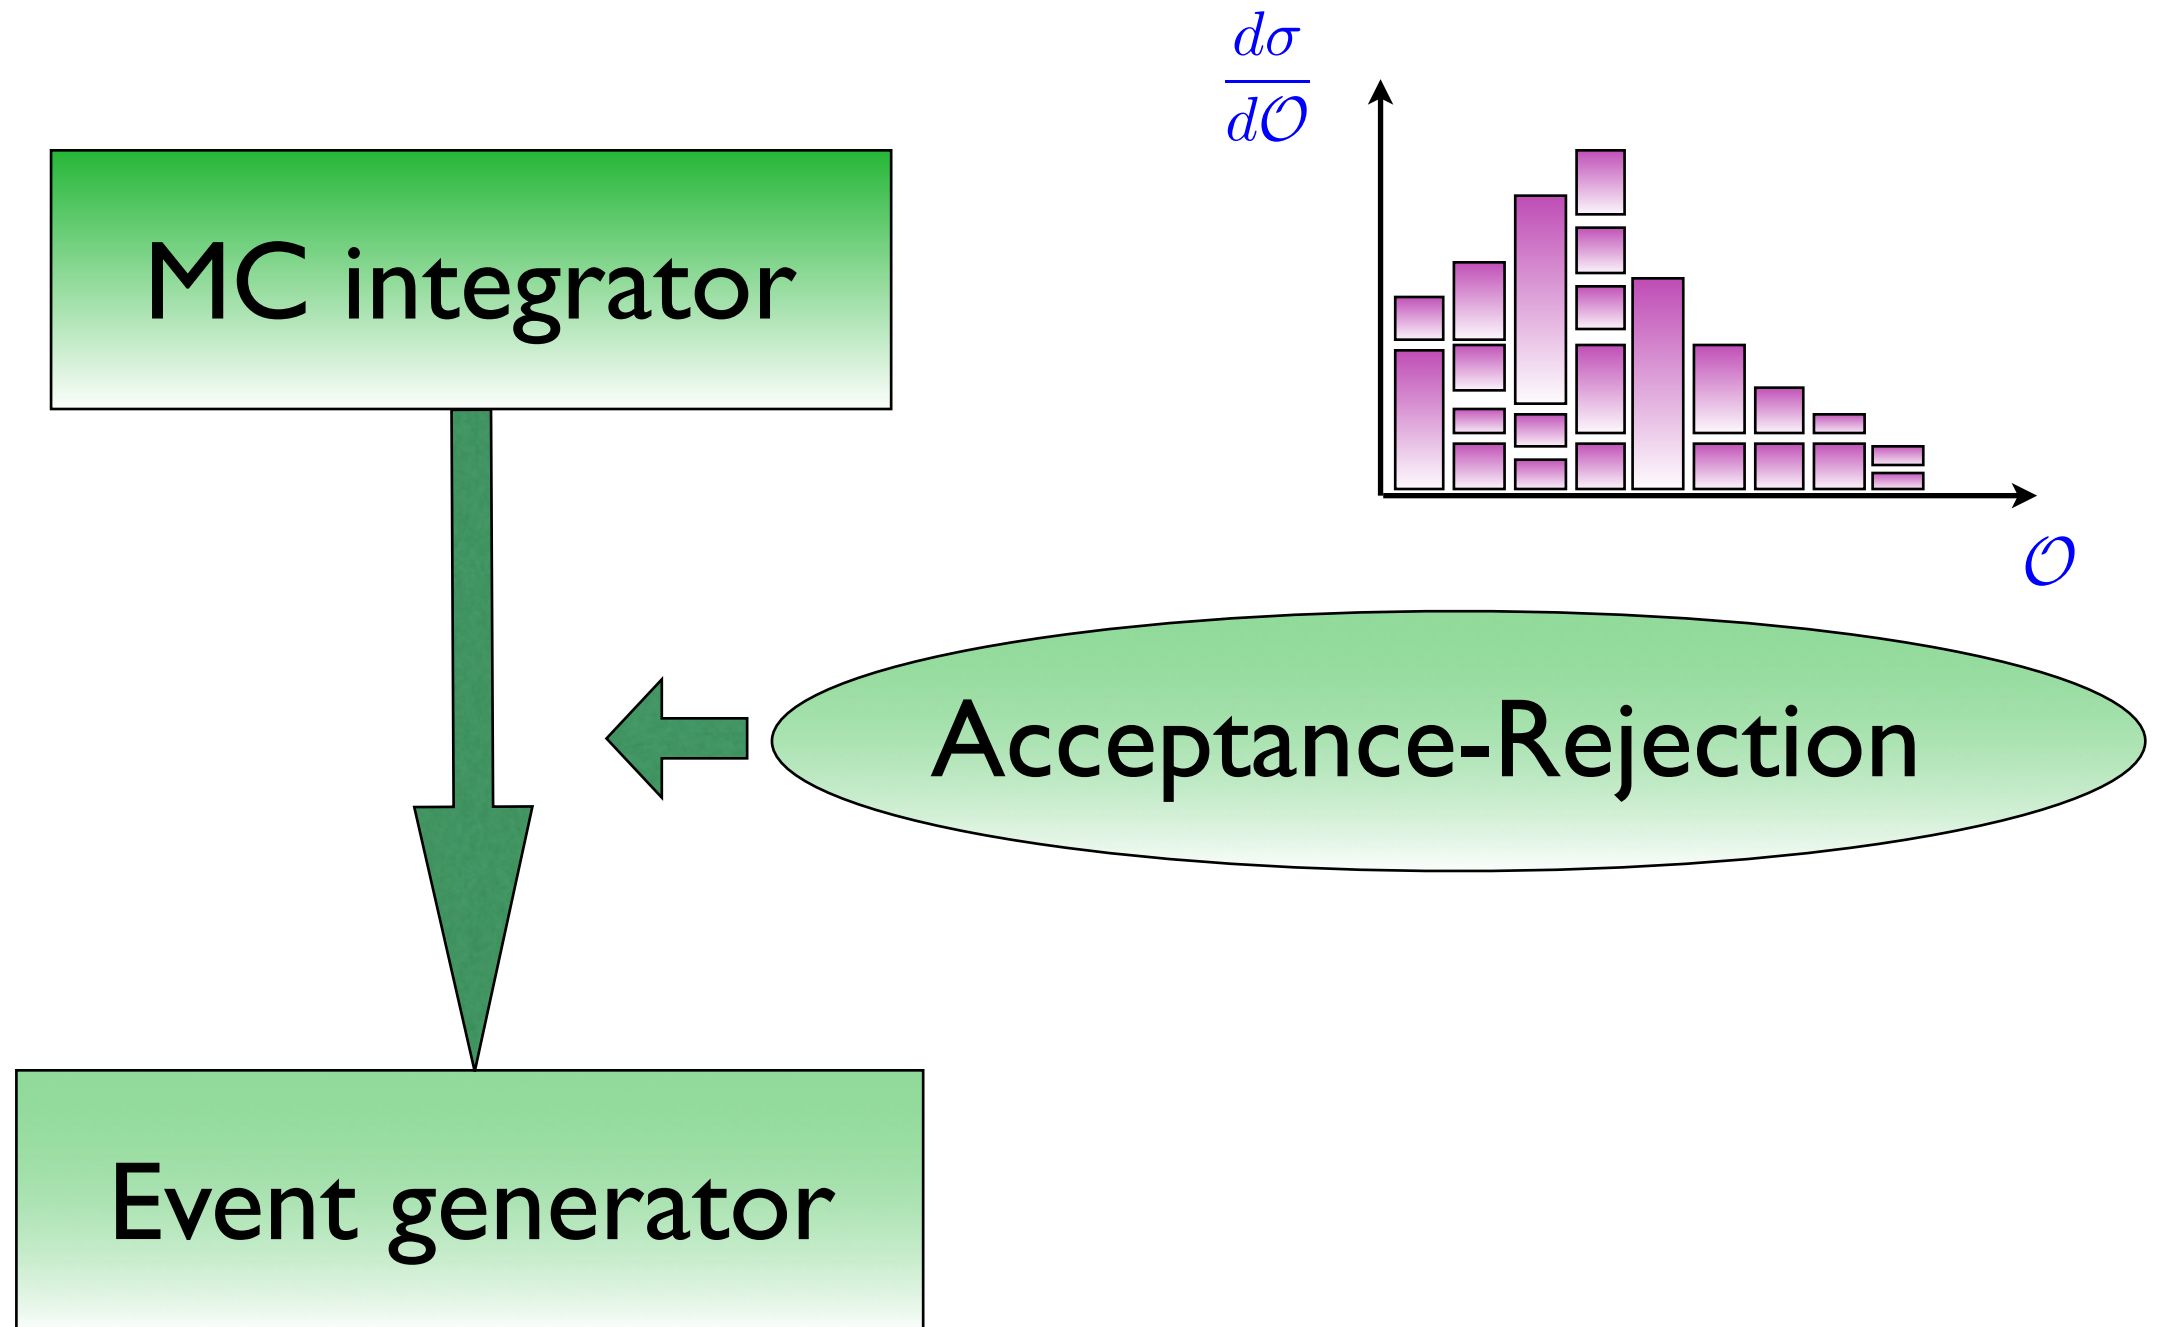 dσ
d𝒪
MC integrator
𝒪
Acceptance-Rejection
Event generator